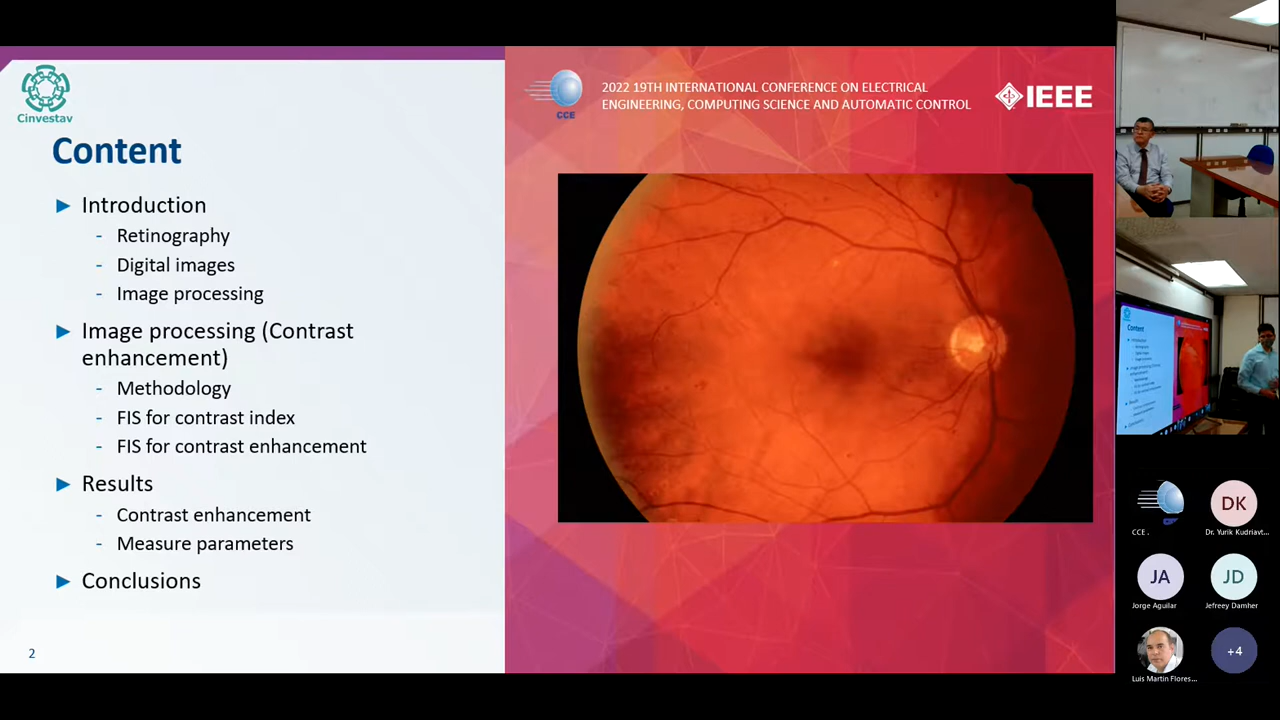 Cinvestav
Content
Introduction
- Retinography
- Digital images
- Image processing
Image processing (Contrast
enhancement)
- Methodology
- FIS for contrast index
- FIS for contrast enhancement
Results
- Contrast enhancement
- Measure parameters
Conclusions
2
CCE
2022 19TH INTERNATIONAL CONFERENCE ON ELECTRICAL
ENGINEERING, COMPUTING SCIENCE AND AUTOMATIC CONTROL
IEEE
Content
CCE .
DK
Dr. Yurik Kudriavt...
JA
Jorge Aguilar
JD
Jefreey Damher
Luis Martin Flores...
+4